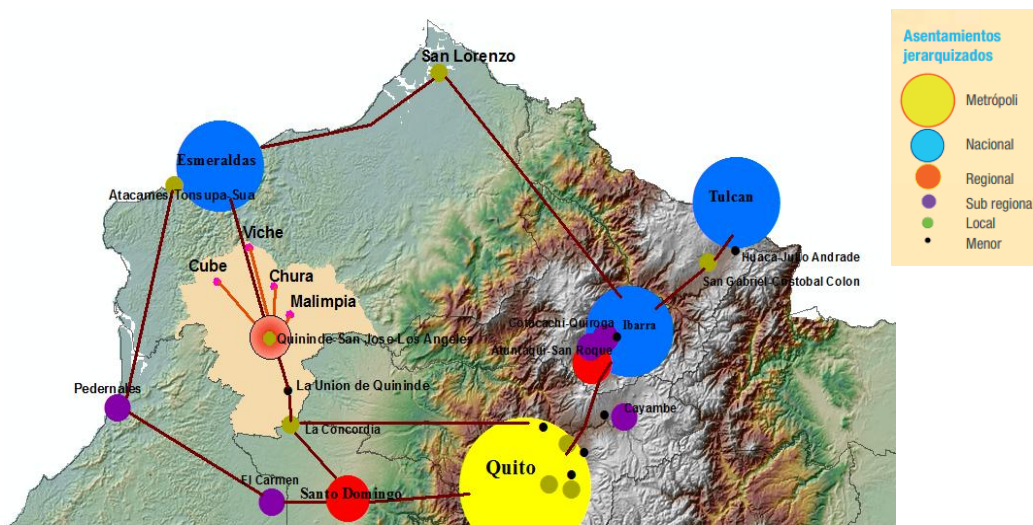 San Lorenzo
Esmeraldas
Atacames-Tonsupa-Sua
Viche
Cube
Chura
Malimpia
Quininde-San Jose-Los Angeles
La Union de Quininde
Pedernales
La Concordia
El Carmen
Santo Domingo
Quito
Tulcan
Huaca-Julio Andrade
San Gabriel-Cristobal Colon
Ibarra
Cotacachi-Quiroga
Atuntaqui-San Roque
Cayambe
Asentamientos
jerarquizados
Metrópoli
Nacional
Regional
Sub regiona
Local
Menor